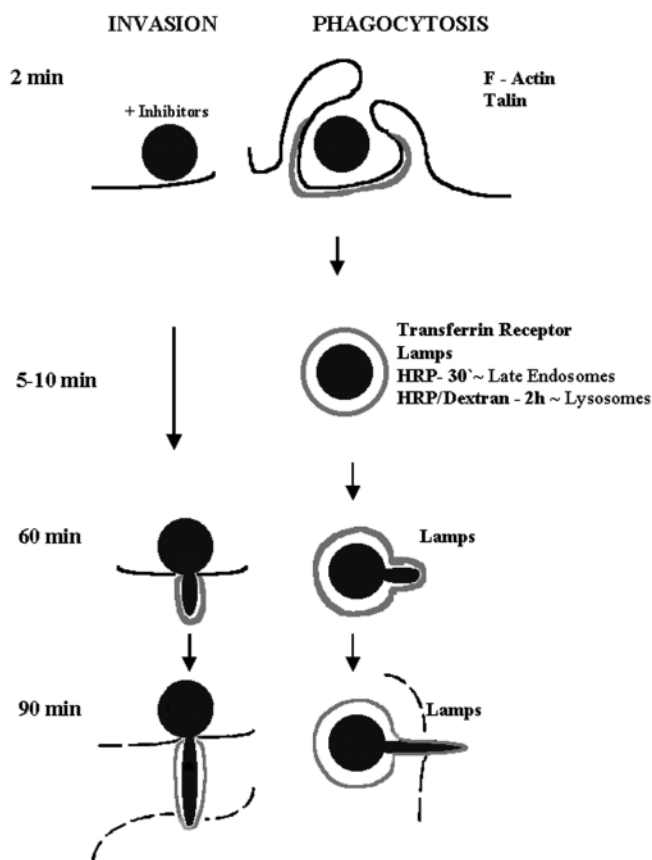 INVASION PHAGOCYTOSIS
2 min
F - Actin
Talin
+ Inhibitors
Transferrin Receptor
Lamps
5-10 min
HRP- 30`~ Late Endosomes
HRP/Dextran - 2h ~ Lysosomes
60 min
Lamps
90 min
Lamps